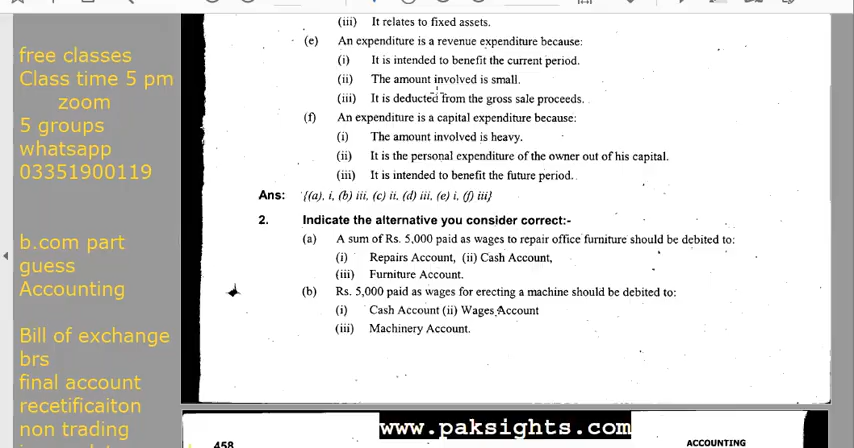 free classes
Class time 5 pm
zoom
5 groups
whatsapp
03351900119
b.com part
guess
Accounting
Bill of exchange
brs
final account
recetificaiton
non trading
(iii) It relates to fixed assets.
(e) An expenditure is a revenue expenditure because:
(i) It is intended to benefit the current period.
(ii) The amount involved is small.
(iii) It is deducted from the gross sale proceeds.
(f) An expenditure is a capital expenditure because:
(i) The amount involved is heavy.
(ii) It is the personal expenditure of the owner out of his capital.
(iii) It is intended to benefit the future period.
Ans: {(a), i, (b) iii, (c) ii, (d) iii, (e) i, (f) iii}
2. Indicate the alternative you consider correct:-
(a) A sum of Rs. 5,000 paid as wages to repair office furniture should be debited to:
(i) Repairs Account, (ii) Cash Account,
(iii) Furniture Account.
(b) Rs. 5,000 paid as wages for erecting a machine should be debited to:
(i) Cash Account (ii) Wages Account
(iii) Machinery Account.
www.paksights.com
458 ACCOUNTING